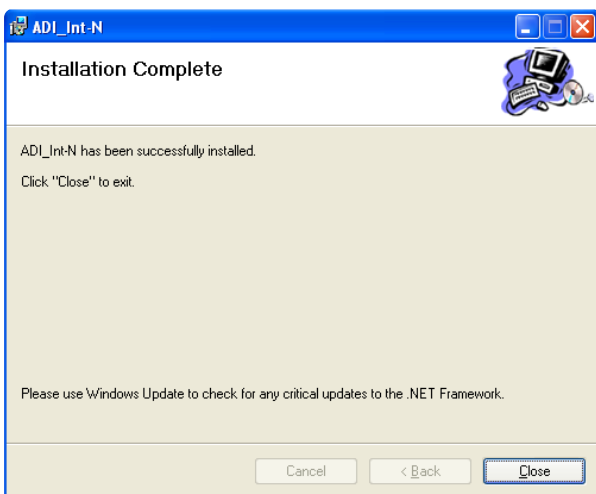 ADI_Int-N
Installation Complete
ADI_Int-N has been successfully installed.
Click "Close" to exit.
Please use Windows Update to check for any critical updates to the .NET Framework.
Cancel
< Back
Close